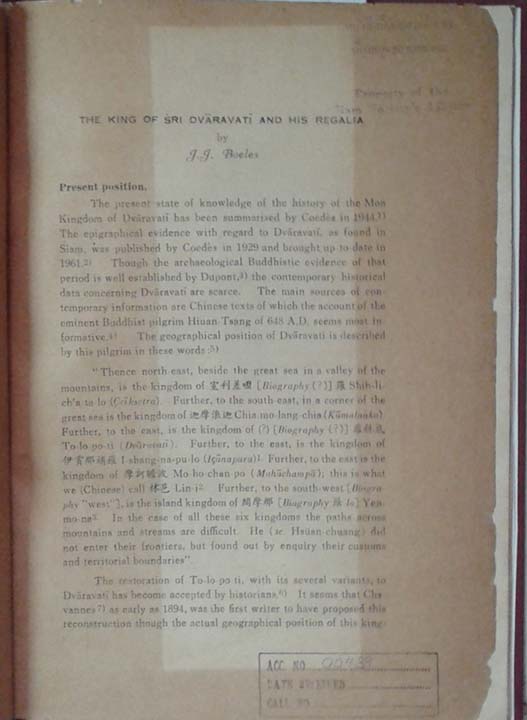 Property of the
THE KING OF ŚRI DVĀRAVATĪ AND HIS REGALIA
by
J.J. Boeles
Present position.
The present state of knowledge of the history of the Mon
Kingdom of Dvāravatī has been summarised by Coedès in 1944.1)
The epigraphical evidence with regard to Dvāravatī, as found in
Siam, was published by Coedès in 1929 and brought up to date in
1961.2) Though the archaeological Buddhistic evidence of that
period is well established by Dupont,3) the contemporary historical
data concerning Dvāravatī are scarce. The main sources of con-
temporary information are Chinese texts of which the account of the
eminent Buddhist pilgrim Hiuan-Tsang of 648 A.D. seems most in-
formative.4) The geographical position of Dvāravatī is described
by this pilgrim in these words :5)
"Thence north-east, beside the great sea in a valley of the
mountains, is the kingdom of 室利差呾 [Biography (?)] 羅 Shih-li-
ch'a-ta-lo (Çrīkṣetra). Further, to the south-east, in a corner of the
great sea is the kingdom of 迦摩浪迦 Chia-mo-lang-chia (Kāmalaṅka)
Further, to the east, is the kingdom of (?) [Biography (?)] 羅鉢底
To-lo-po-ti (Dvāravatī). Further, to the east, is the kingdom of
伊賞那補羅 I-shang-na-pu-lo (Içānapura)1. Further, to the east is the
kingdom of 摩訶瞻波 Mo-ho-chan-po (Mahāchampā); this is what
we (Chinese) call 林邑 Lin-i2. Further, to the south-west [Biogra-
phy "west"], is the island kingdom of 閻摩那 [Biography 羅 lo] Yen-
mo-na3. In the case of all these six kingdoms the paths across
mountains and streams are difficult. He (sc. Hsüan-chuang) did
not enter their frontiers, but found out by enquiry their customs
and territorial boundaries"
The restoration of To-lo-po-ti, with its several variants, to
Dvāravatī has become accepted by historians.6) It seems that Cha-
vannes7) as early as 1894, was the first writer to have proposed this
reconstruction though the actual geographical position of this king-
ACC. NO.
DATE RECEIVED
CALL NO.